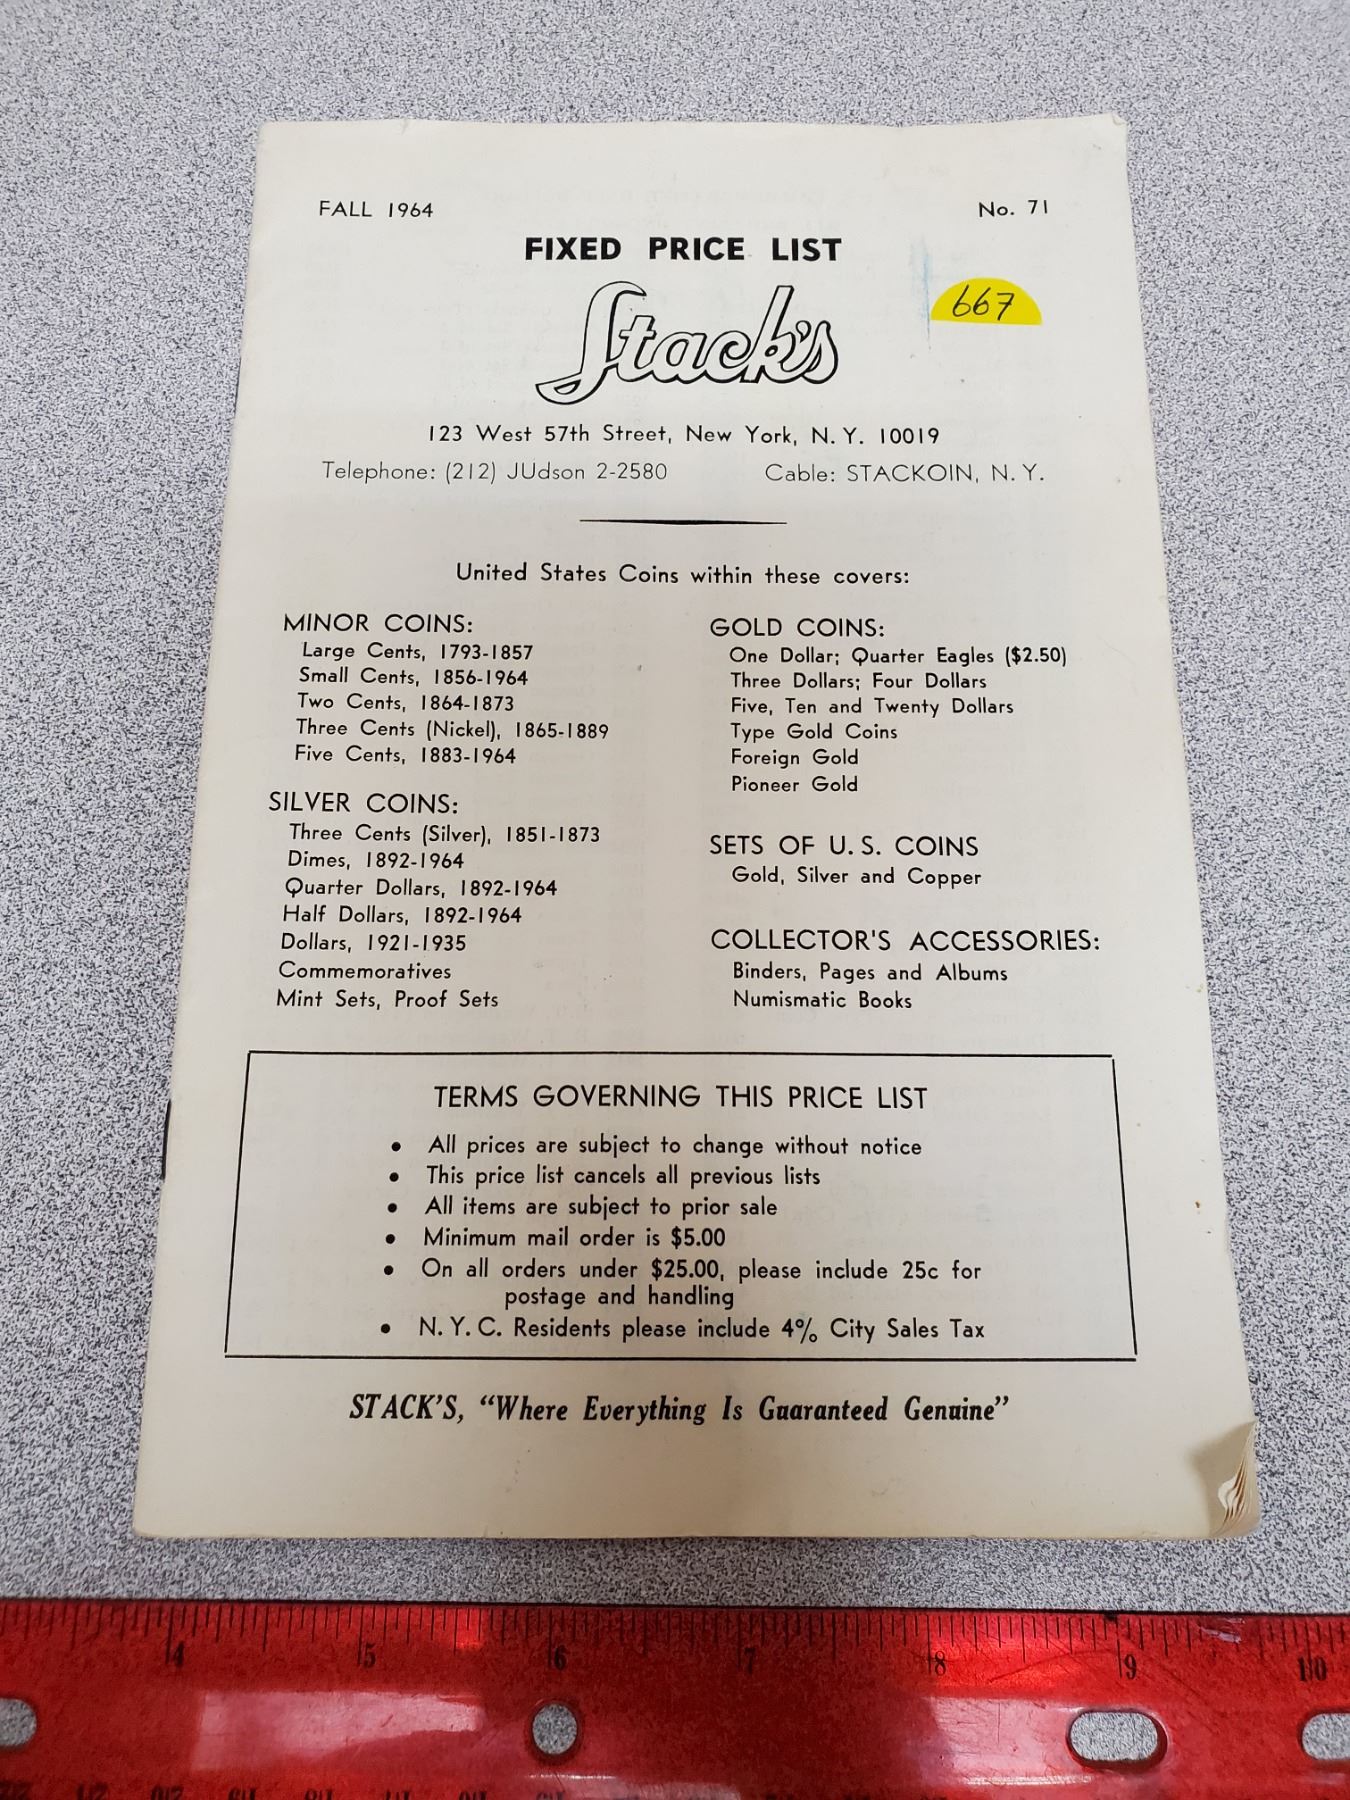 FALL 1964 No. 71
FIXED PRICE LIST
Stack's
667
123 West 57th Street, New York, N. Y. 10019
Telephone: (212) JUdson 2-2580 Cable: STACKOIN, N. Y.
United States Coins within these covers:
MINOR COINS:
Large Cents, 1793-1857
Small Cents, 1856-1964
Two Cents, 1864-1873
Three Cents (Nickel), 1865-1889
Five Cents, 1883-1964
SILVER COINS:
Three Cents (Silver), 1851-1873
Dimes, 1892-1964
Quarter Dollars, 1892-1964
Half Dollars, 1892-1964
Dollars, 1921-1935
Commemoratives
Mint Sets, Proof Sets
GOLD COINS:
One Dollar; Quarter Eagles ($2.50)
Three Dollars; Four Dollars
Five, Ten and Twenty Dollars
Type Gold Coins
Foreign Gold
Pioneer Gold
SETS OF U. S. COINS
Gold, Silver and Copper
COLLECTOR'S ACCESSORIES:
Binders, Pages and Albums
Numismatic Books
TERMS GOVERNING THIS PRICE LIST
• All prices are subject to change without notice
• This price list cancels all previous lists
• All items are subject to prior sale
• Minimum mail order is $5.00
• On all orders under $25.00, please include 25c for
postage and handling
• N. Y. C. Residents please include 4% City Sales Tax
STACK'S, "Where Everything Is Guaranteed Genuine"
4 5 6 7 8 9 10